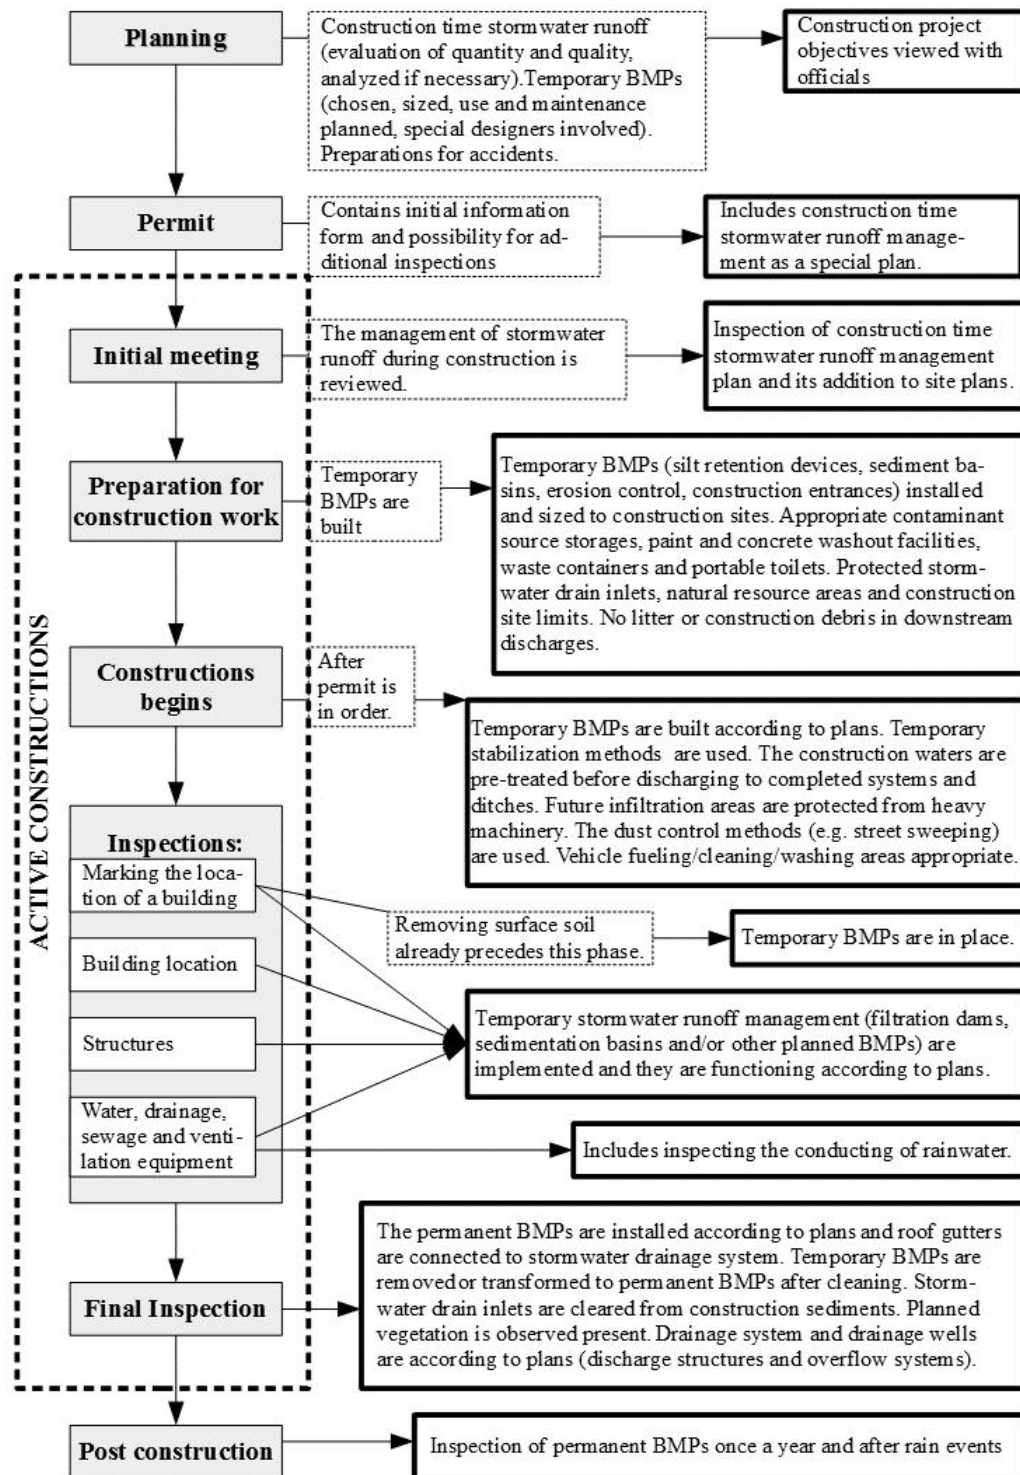 Planning
Construction time stormwater runoff
(evaluation of quantity and quality,
analyzed if necessary).Temporary BMPs
(chosen, sized, use and maintenance
planned, special designers involved).
Preparations for accidents.
Construction project
objectives viewed with
officials
Permit
Contains initial information
form and possibility for ad-
ditional inspections
Includes construction time
stormwater runoff manage-
ment as a special plan.
Initial meeting
The management of stormwater
runoff during construction is
reviewed.
Inspection of construction time
stormwater runoff management
plan and its addition to site plans.
Preparation for
construction work
Temporary
BMPs are
built
Temporary BMPs (silt retention devices, sediment ba-
sins, erosion control, construction entrances) installed
and sized to construction sites. Appropriate contaminant
source storages, paint and concrete washout facilities,
waste containers and portable toilets. Protected storm-
water drain inlets, natural resource areas and construction
site limits. No litter or construction debris in downstream
discharges.
ACTIVE CONSTRUCTIONS
Constructions
begins
After
permit is
in order.
Temporary BMPs are built according to plans. Temporary
stabilization methods are used. The construction waters are
pre-treated before discharging to completed systems and
ditches. Future infiltration areas are protected from heavy
machinery. The dust control methods (e.g. street sweeping)
are used. Vehicle fueling/cleaning/washing areas appropriate.
Inspections:
Marking the loca-
tion of a building
Removing surface soil
already precedes this phase.
Temporary BMPs are in place.
Building location
Structures
Temporary stormwater runoff management (filtration dams,
sedimentation basins and/or other planned BMPs) are
implemented and they are functioning according to plans.
Water, drainage,
sewage and venti-
lation equipment
Includes inspecting the conducting of rainwater.
Final Inspection
The permanent BMPs are installed according to plans and roof gutters
are connected to stormwater drainage system. Temporary BMPs are
removed or transformed to permanent BMPs after cleaning. Storm-
water drain inlets are cleared from construction sediments. Planned
vegetation is observed present. Drainage system and drainage wells
are according to plans (discharge structures and overflow systems).
Post construction
Inspection of permanent BMPs once a year and after rain events